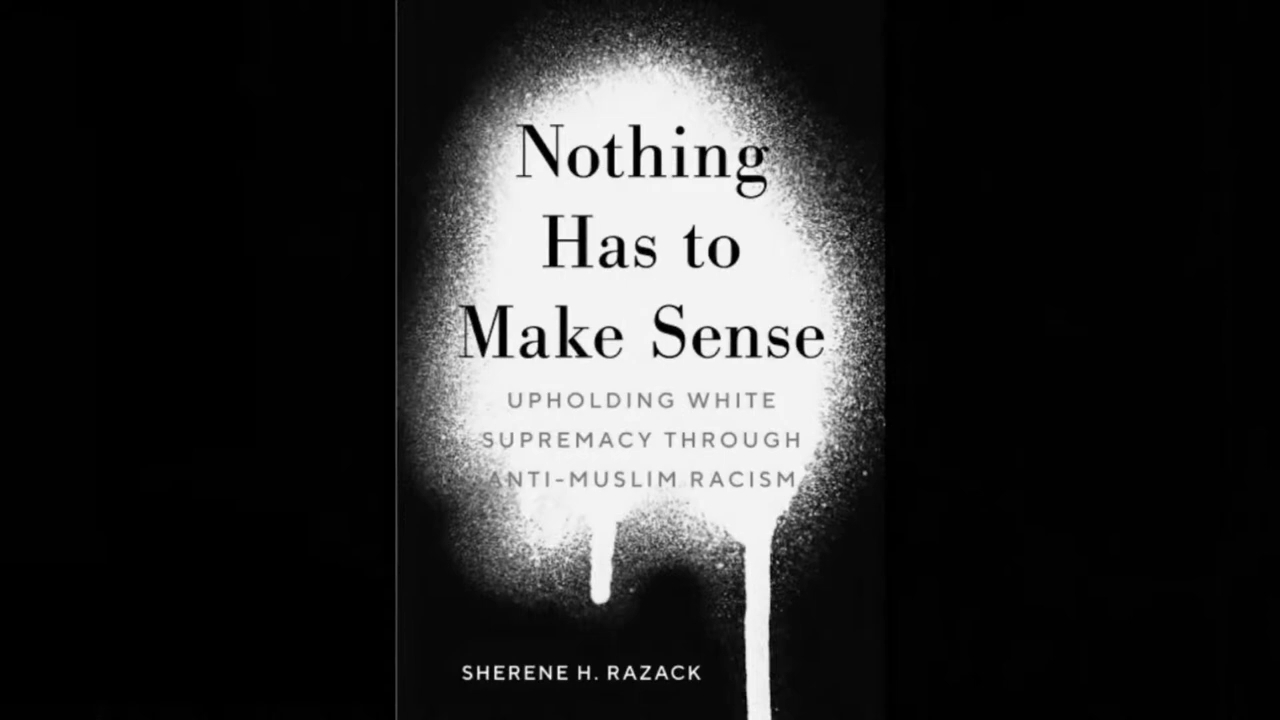 Nothing
Has to
Make Sense
UPHOLDING WHITE
SUPREMACY THROUGH
ANTI-MUSLIM RACISM
SHERENE H. RAZACK